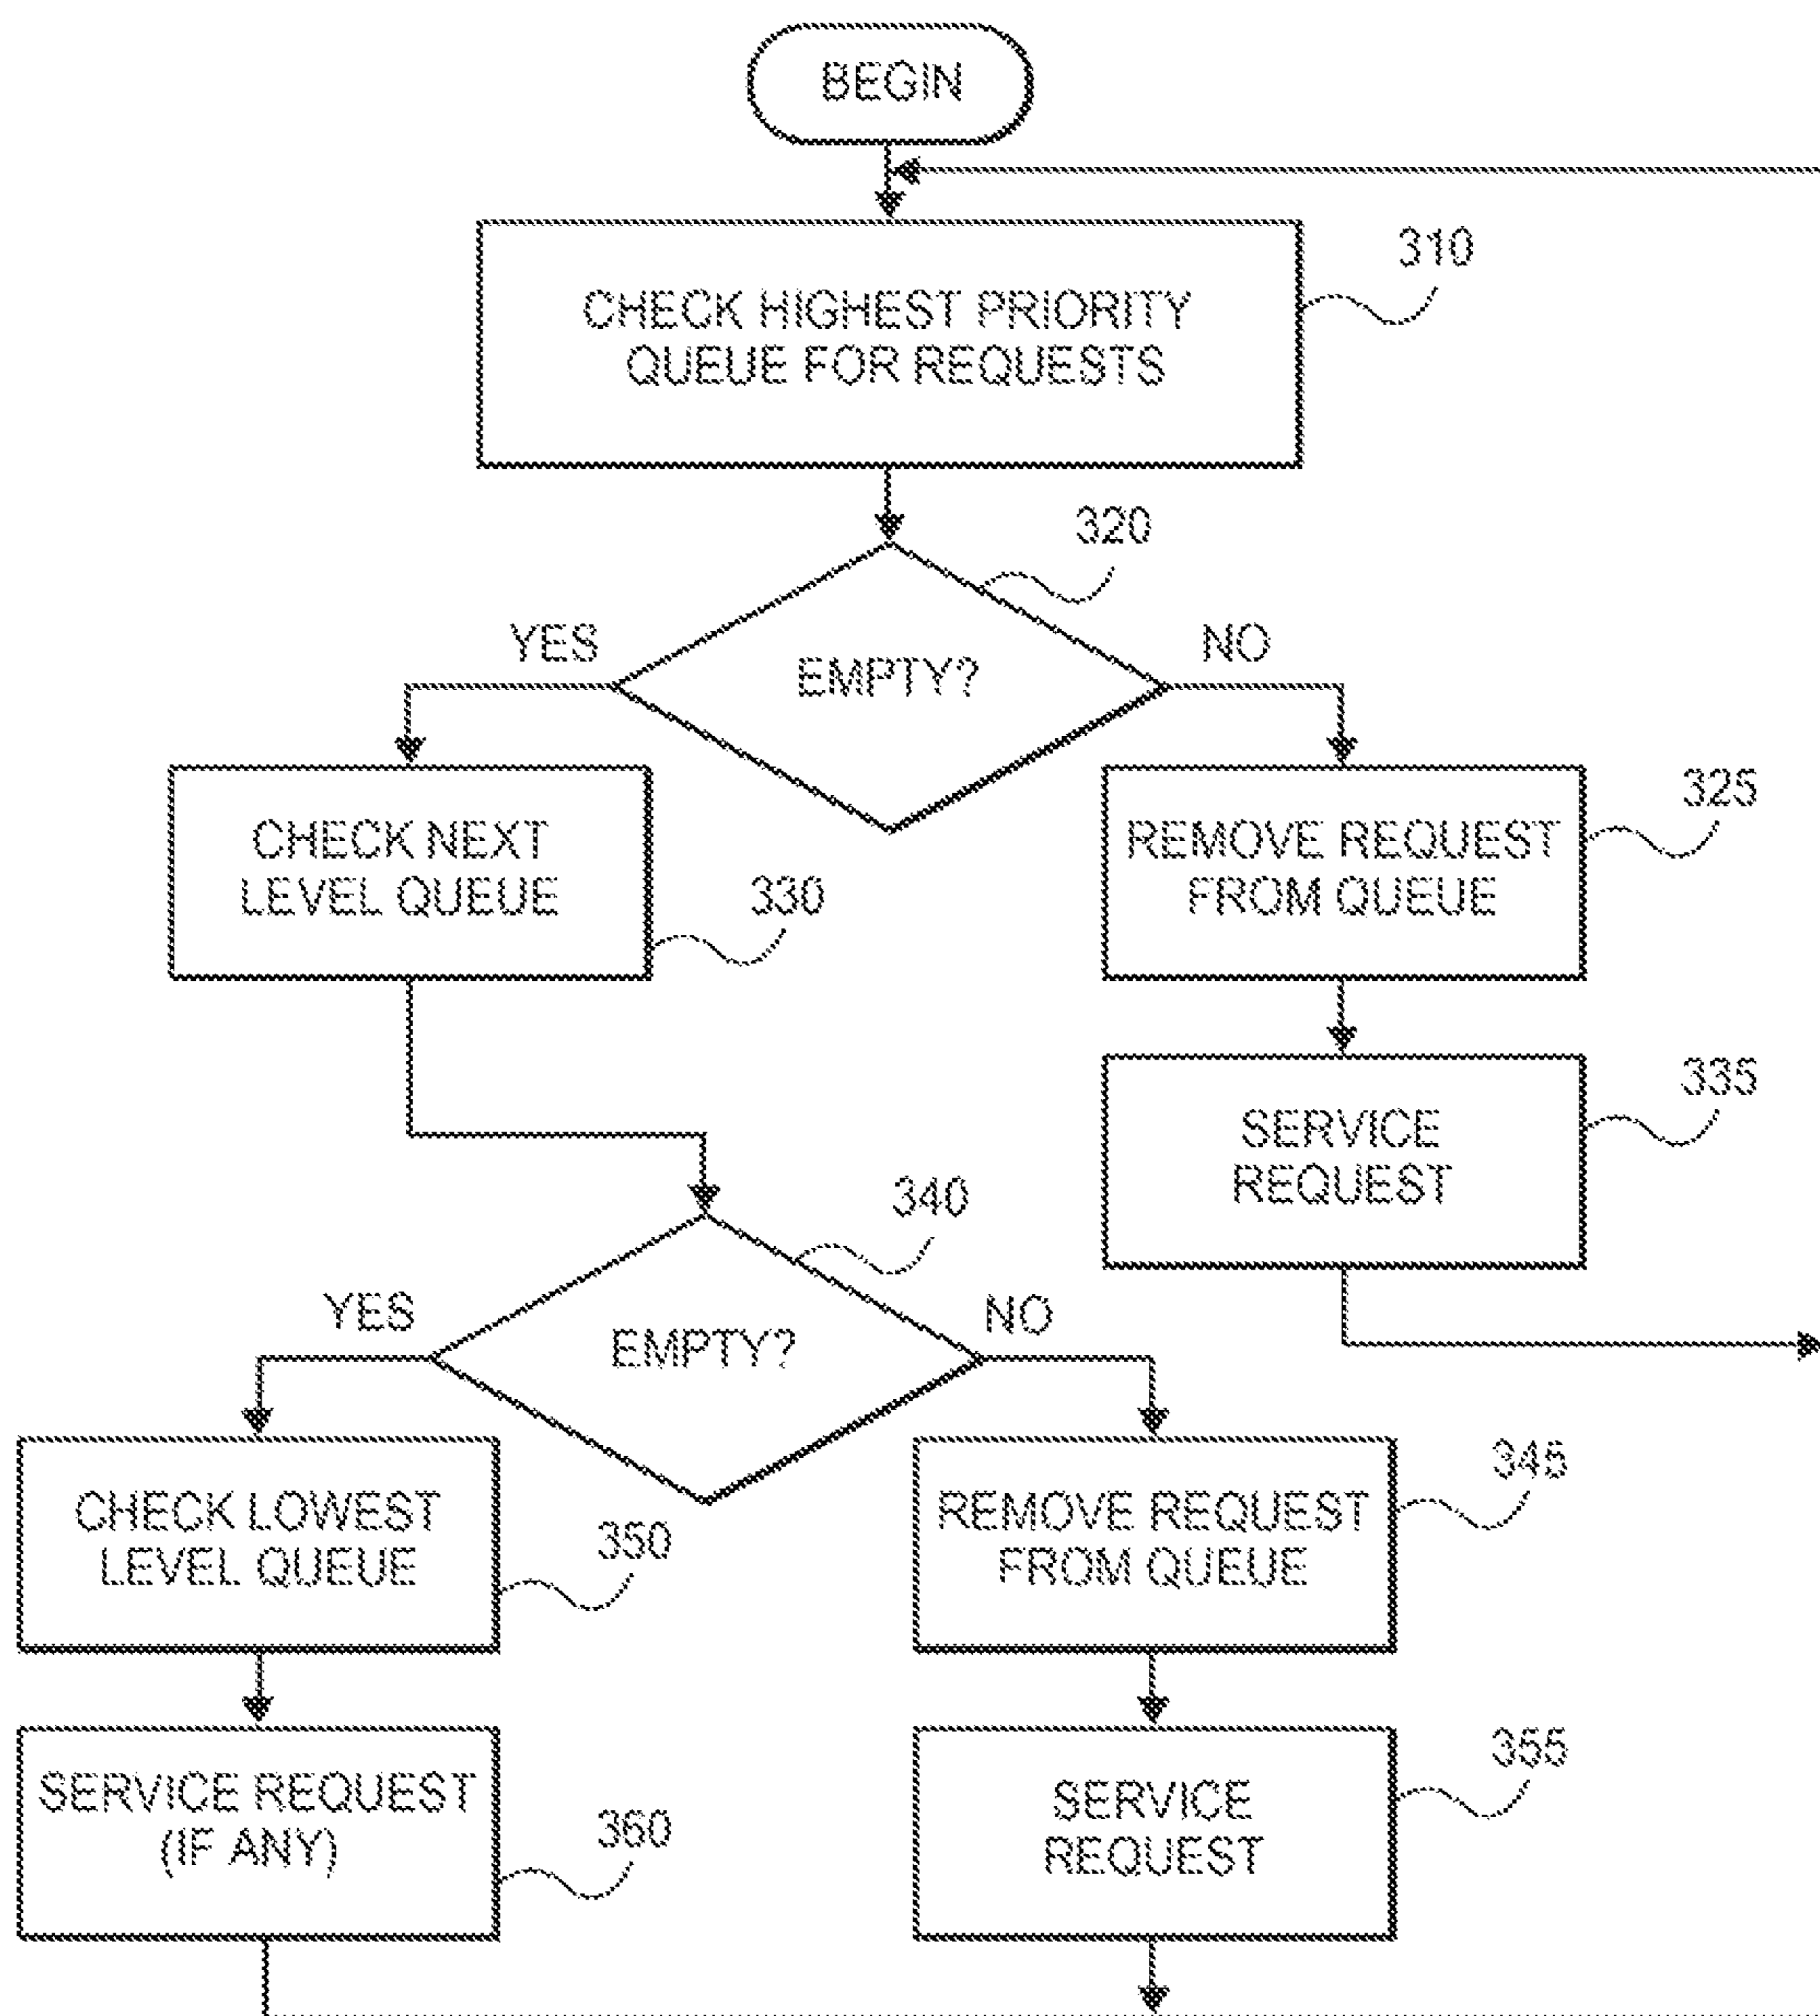 BEGIN
310
CHECK HIGHEST PRIORITY
QUEUE FOR REQUESTS
320
YES
EMPTY?
NO
CHECK NEXT
LEVEL QUEUE
330
REMOVE REQUEST
FROM QUEUE
325
SERVICE
REQUEST
335
340
YES
EMPTY?
NO
CHECK LOWEST
LEVEL QUEUE
350
REMOVE REQUEST
FROM QUEUE
345
SERVICE REQUEST
(IF ANY)
360
SERVICE
REQUEST
355